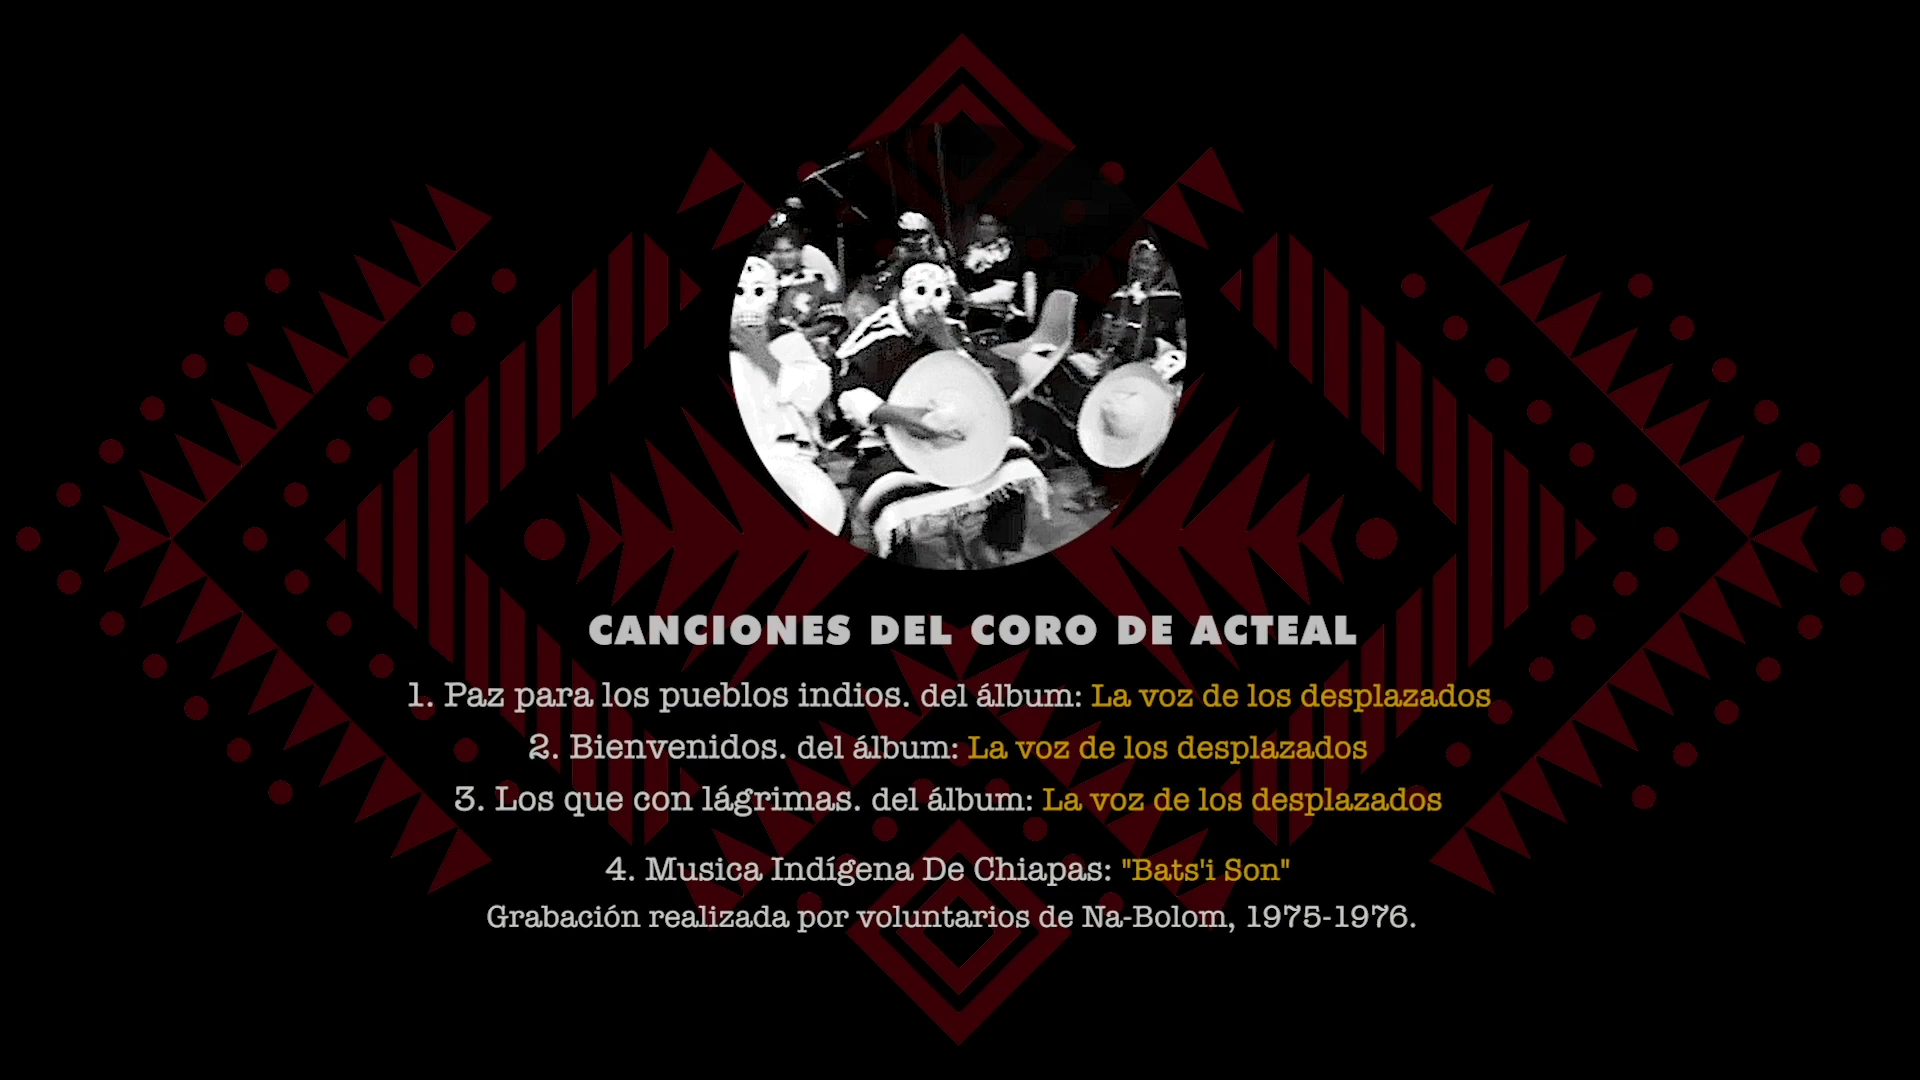 CANCIONES DEL CORO DE ACTEAL
1. Paz para los pueblos indios. del álbum: La voz de los desplazados
2. Bienvenidos. del álbum: La voz de los desplazados
3. Los que con lágrimas. del álbum: La voz de los desplazados
4. Musica Indígena De Chiapas: "Bats'i Son"
Grabación realizada por voluntarios de Na-Bolom, 1975-1976.